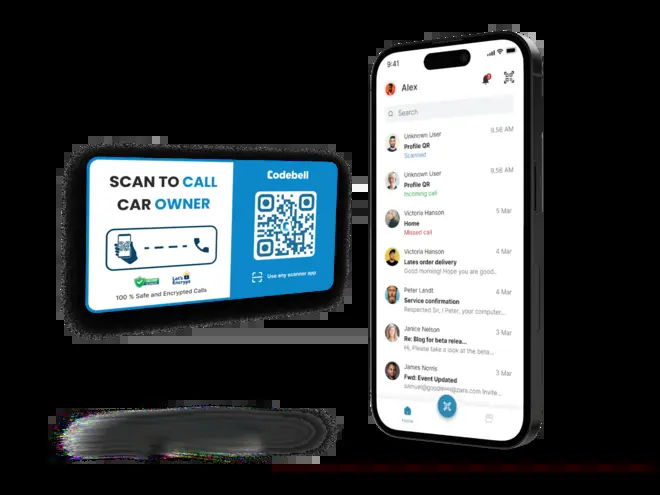 SCAN TO CALL
CAR OWNER
100 % Safe and Encrypted Calls
Codebell
Use any scanner app
9:41
Alex
Search
Unknown User 9.56 AM
Profile QR
Scanned
Unknown User 9.56 AM
Profile QR
Incoming call
Victoria Hanson 5 Mar
Home
Missed call
Victoria Hanson 4 Mar
Lates order delivery
Good morning! Hope you are good..
Peter Landt 4 Mar
Service confirmation
Respected Sir, I Peter, your computer...
Janice Nelson 3 Mar
Re: Blog for beta relea...
Hi, Please take a look at the beta...
James Norris 3 Mar
Fwd: Event Updated
Home